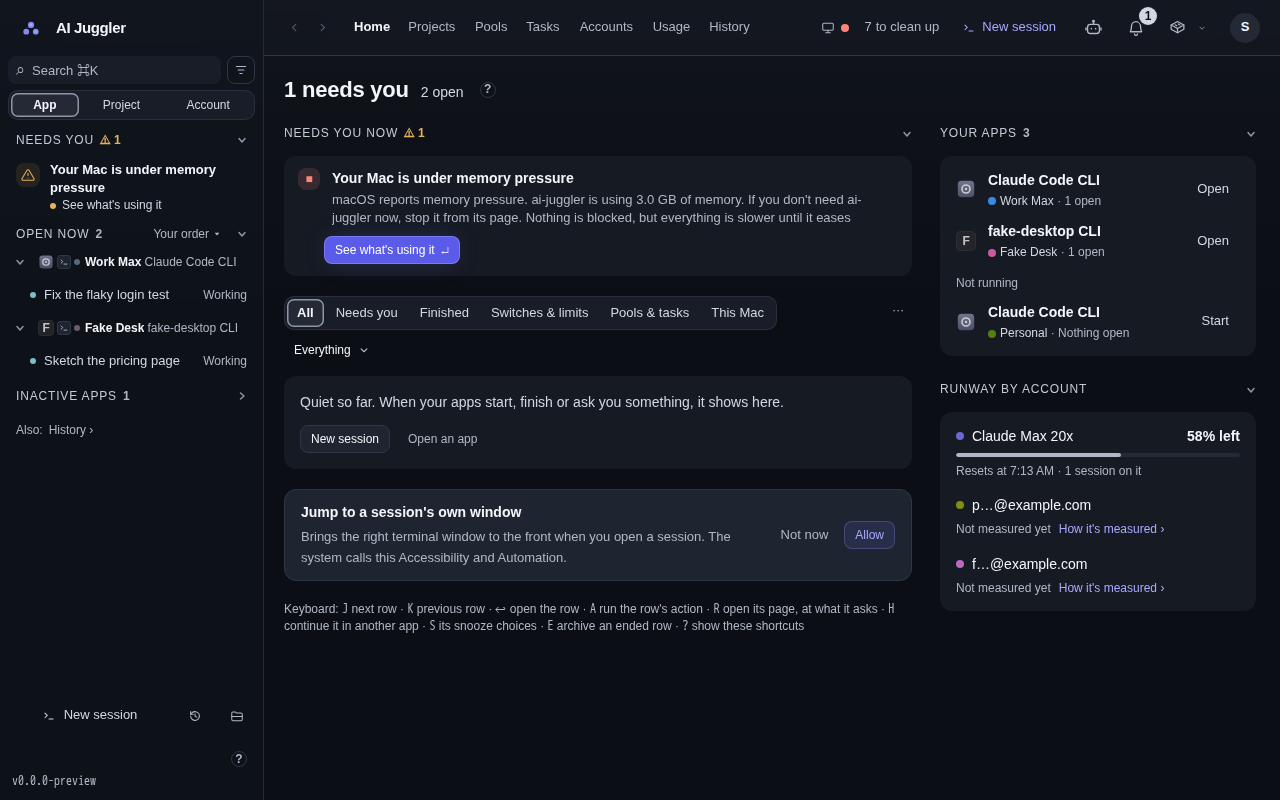 AI Juggler
Search ⌘K
App Project Account
NEEDS YOU 1
Your Mac is under memory
pressure
See what's using it
OPEN NOW 2 Your order
Work Max Claude Code CLI
Fix the flaky login test Working
F Fake Desk fake-desktop CLI
Sketch the pricing page Working
INACTIVE APPS 1
Also: History ›
New session
?
v0.0.0-preview
Home Projects Pools Tasks Accounts Usage History 7 to clean up New session 1 S
1 needs you 2 open ?
NEEDS YOU NOW 1
Your Mac is under memory pressure
macOS reports memory pressure. ai-juggler is using 3.0 GB of memory. If you don't need ai-
juggler now, stop it from its page. Nothing is blocked, but everything is slower until it eases
See what's using it
All Needs you Finished Switches & limits Pools & tasks This Mac ···
Everything
Quiet so far. When your apps start, finish or ask you something, it shows here.
New session Open an app
Jump to a session's own window
Brings the right terminal window to the front when you open a session. The
system calls this Accessibility and Automation.
Not now Allow
Keyboard: J next row · K previous row · ↩ open the row · A run the row's action · R open its page, at what it asks · H
continue it in another app · S its snooze choices · E archive an ended row · ? show these shortcuts
YOUR APPS 3
Claude Code CLI
Work Max · 1 open
Open
F fake-desktop CLI
Fake Desk · 1 open
Open
Not running
Claude Code CLI
Personal · Nothing open
Start
RUNWAY BY ACCOUNT
Claude Max 20x 58% left
Resets at 7:13 AM · 1 session on it
p…@example.com
Not measured yet How it's measured ›
f…@example.com
Not measured yet How it's measured ›